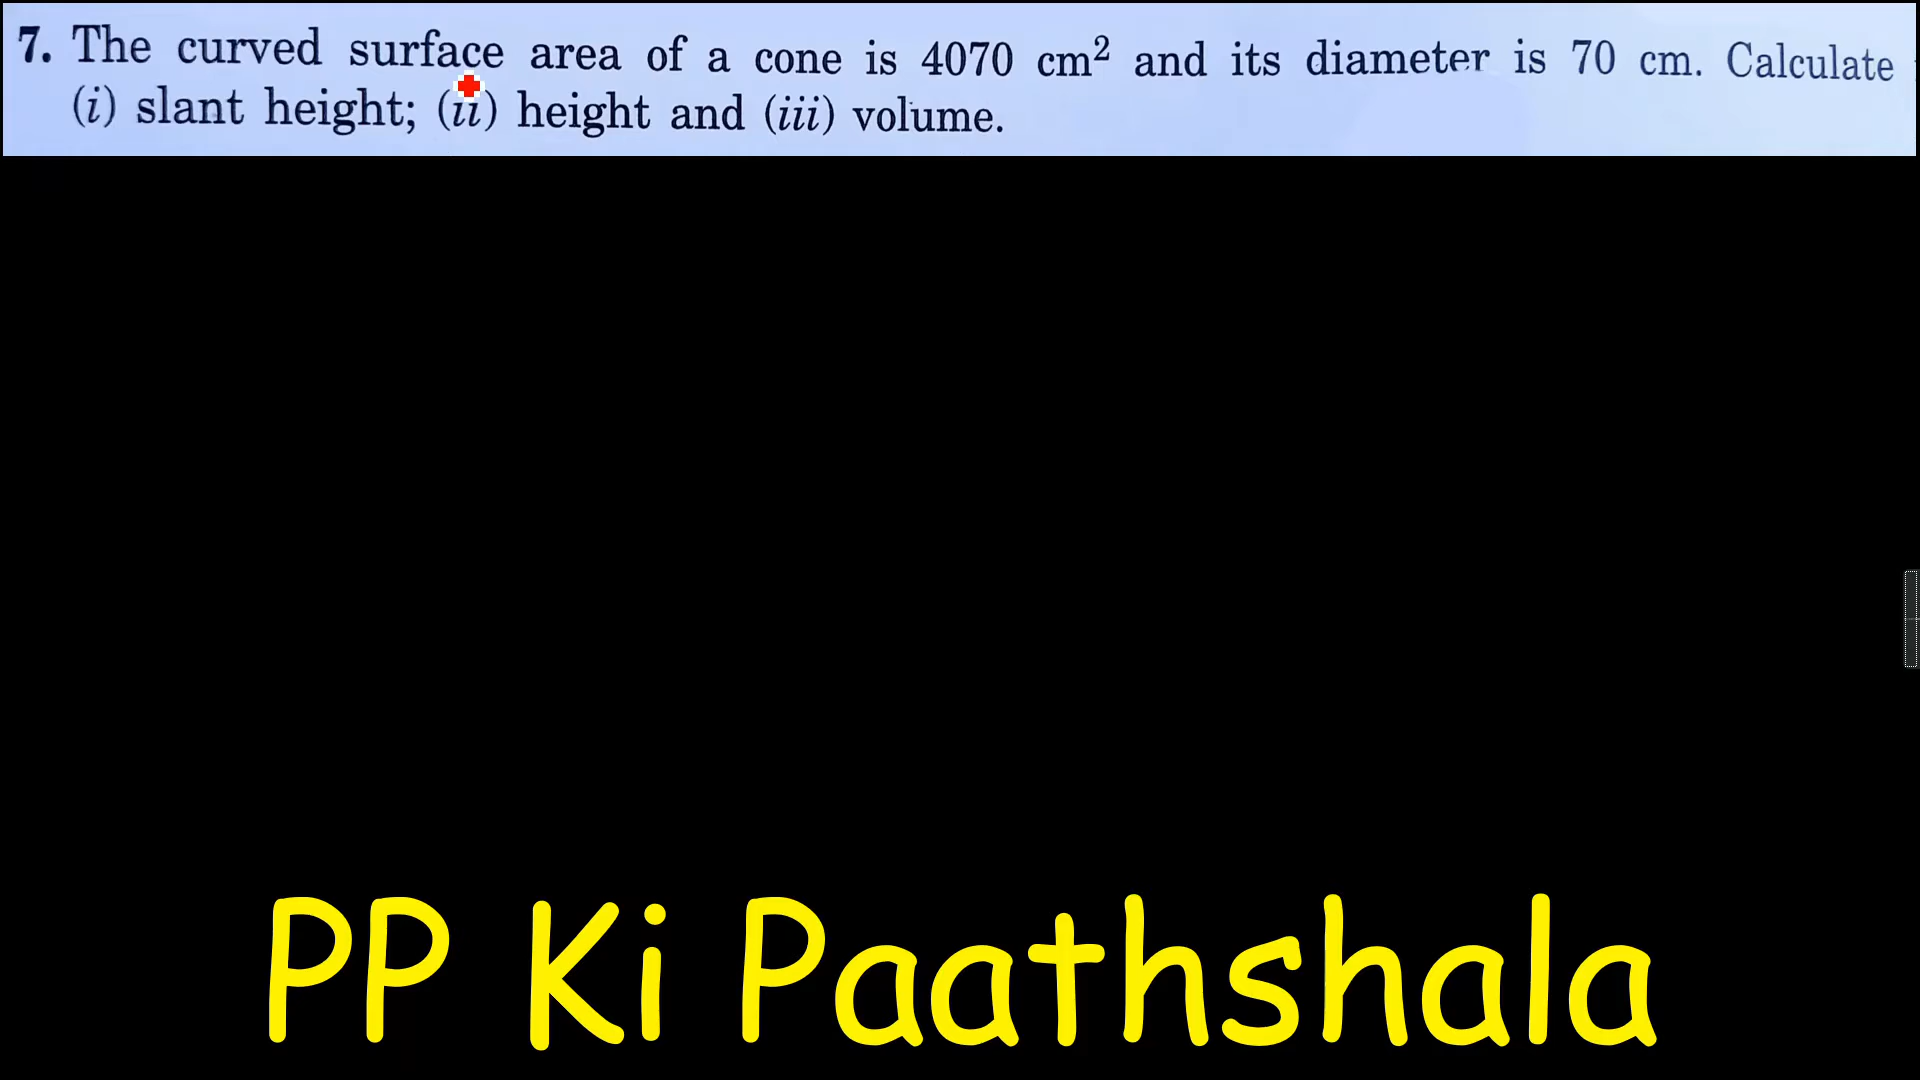 7. The curved surface area of a cone is 4070 cm² and its diameter is 70 cm. Calculate
(i) slant height; (ii) height and (iii) volume.
PP Ki Paathshala